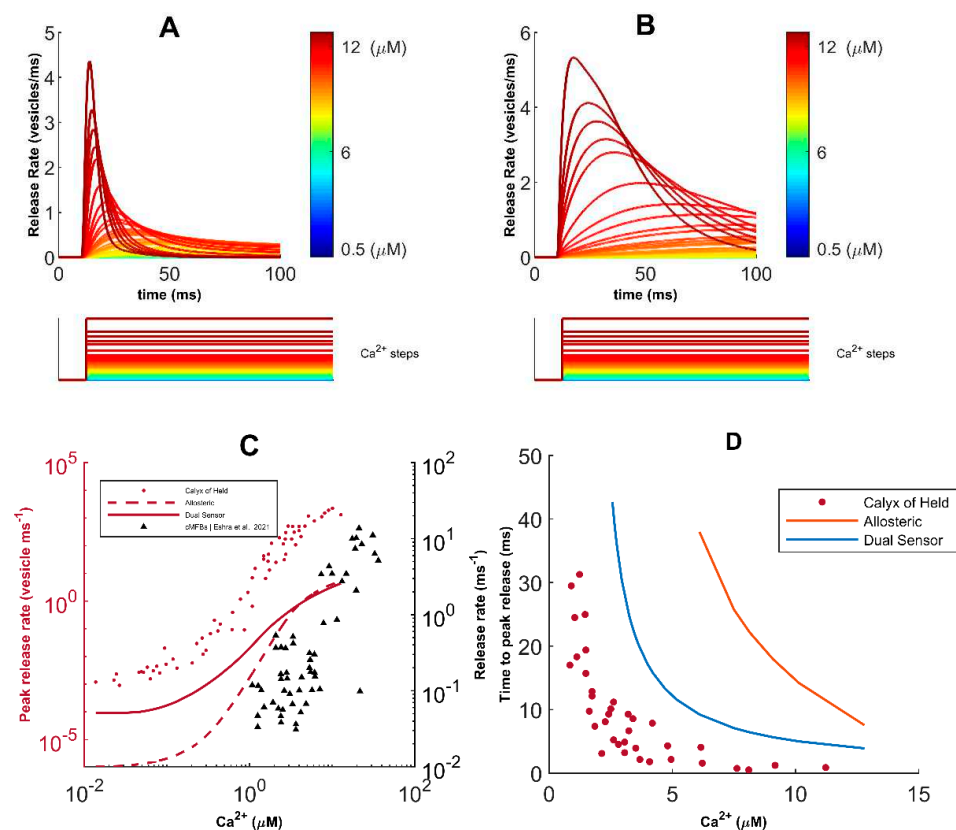 A
Release Rate (vesicles/ms)
5
4
3
2
1
0
0
50
100
time (ms)
12 (μM)
6
0.5 (μM)
Ca2+ steps
B
Release Rate (vesicles/ms)
6
4
2
0
0
50
100
time (ms)
12 (μM)
6
0.5 (μM)
Ca2+ steps
C
Peak release rate (vesicle ms-1)
10^5
10^0
10^-5
Calyx of Held
Allosteric
Dual Sensor
cMFBs | Eshra et al. 2021
10^2
10^1
10^0
10^-1
10^-2
Release rate (ms-1)
10^-2
10^0
10^2
Ca2+ (μM)
D
Time to peak release (ms)
50
40
30
20
10
0
Calyx of Held
Allosteric
Dual Sensor
0
5
10
15
Ca2+ (μM)